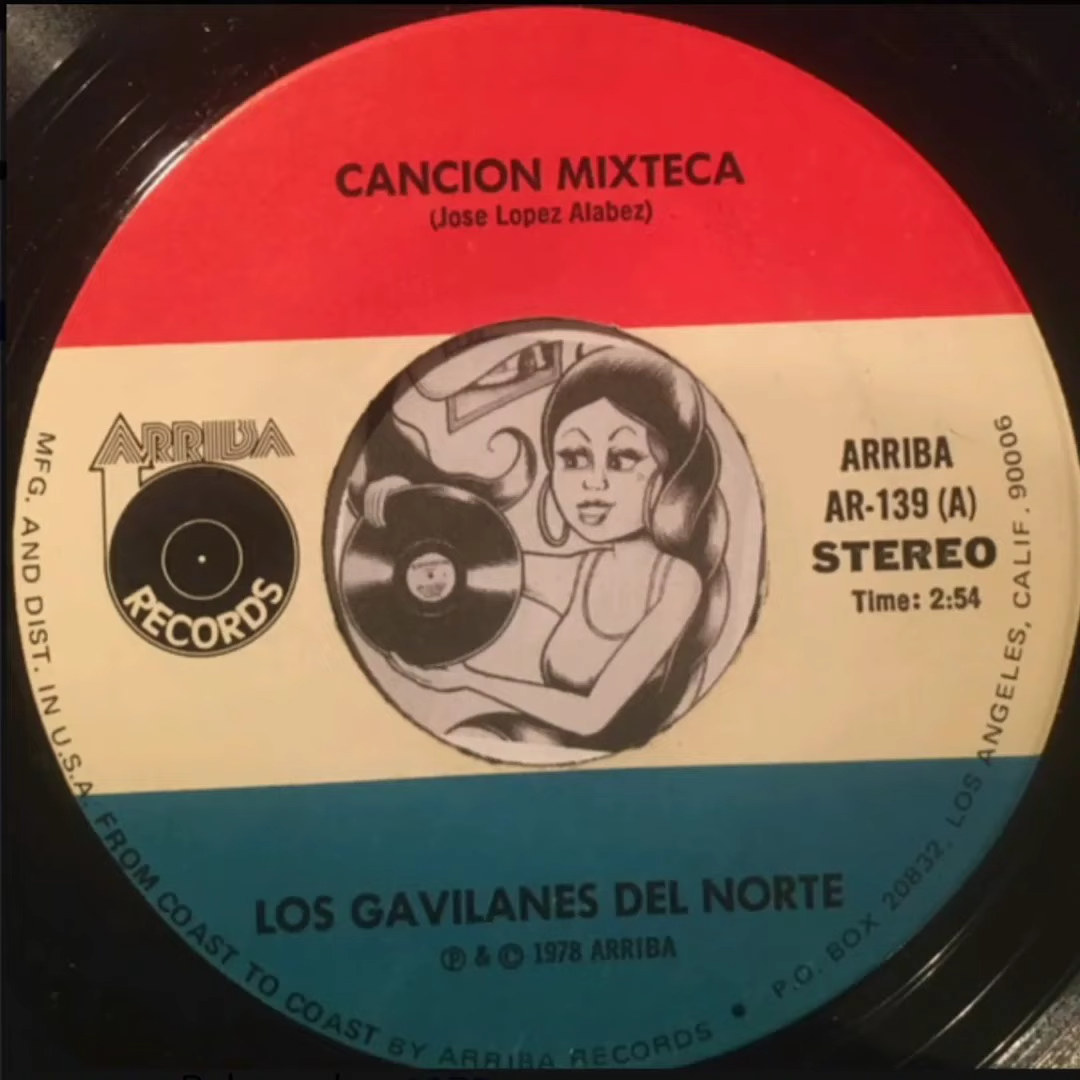 CANCION MIXTECA
(Jose Lopez Alabez)
ARRIBA
RECORDS
ARRIBA
AR-139 (A)
STEREO
Time: 2:54
LOS GAVILANES DEL NORTE
℗ & © 1978 ARRIBA
MFG. AND DIST. IN U.S.A. FROM COAST TO COAST BY ARRIBA RECORDS • P.O. BOX 20832, LOS ANGELES, CALIF. 90006